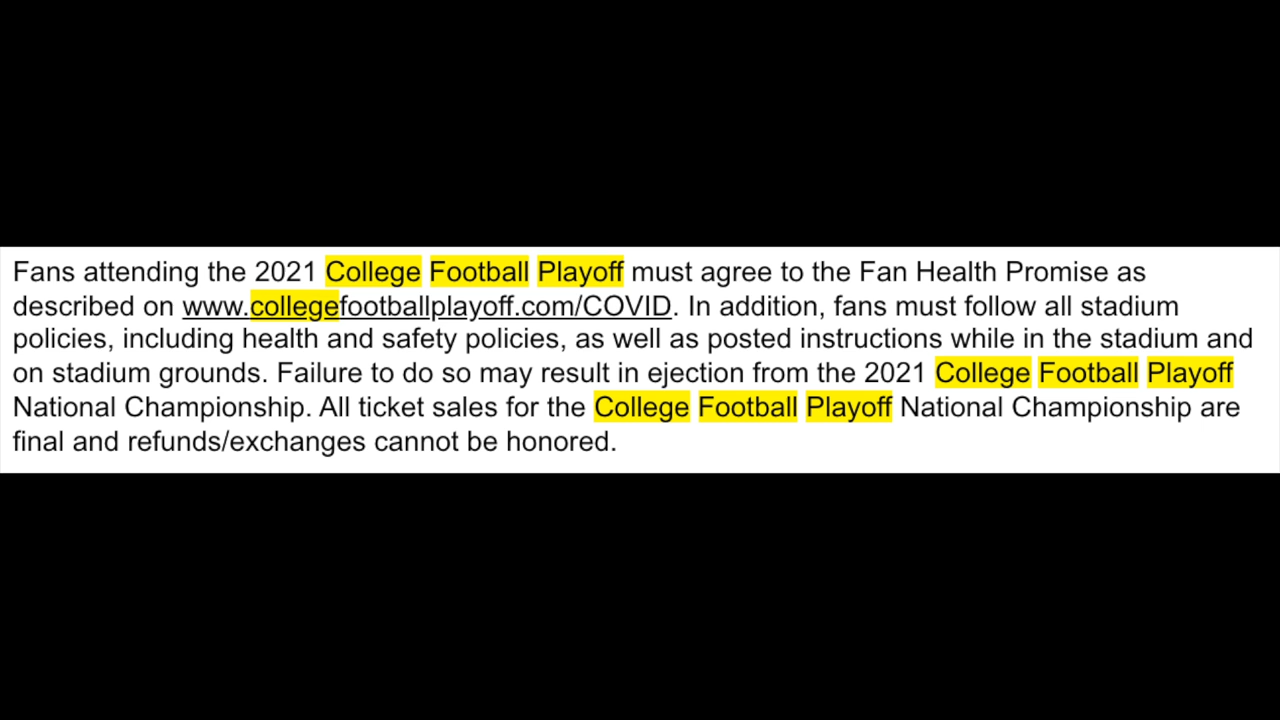 Fans attending the 2021 College Football Playoff must agree to the Fan Health Promise as
described on www.collegefootballplayoff.com/COVID. In addition, fans must follow all stadium
policies, including health and safety policies, as well as posted instructions while in the stadium and
on stadium grounds. Failure to do so may result in ejection from the 2021 College Football Playoff
National Championship. All ticket sales for the College Football Playoff National Championship are
final and refunds/exchanges cannot be honored.